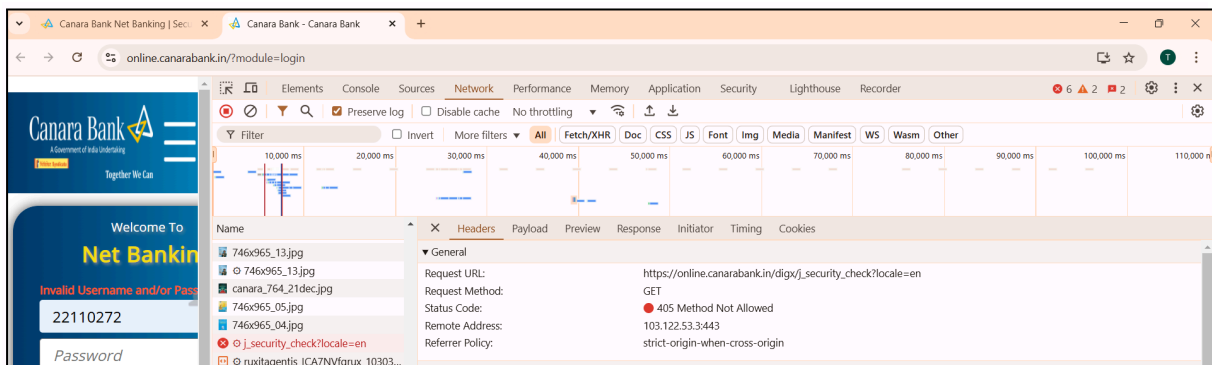 Canara Bank Net Banking | Secu
Canara Bank - Canara Bank
online.canarabank.in/?module=login
T
Elements Console Sources Network Performance Memory Application Security Lighthouse Recorder 6 2 2
Preserve log Disable cache No throttling
Filter Invert More filters All Fetch/XHR Doc CSS JS Font Img Media Manifest WS Wasm Other
10,000 ms 20,000 ms 30,000 ms 40,000 ms 50,000 ms 60,000 ms 70,000 ms 80,000 ms 90,000 ms 100,000 ms 110,000 m
Canara Bank
A Government of India Undertaking
Together We Can
Welcome To
Net Bankin
Invalid Username and/or Pass
22110272
Password
Name
746x965_13.jpg
746x965_13.jpg
canara_764_21dec.jpg
746x965_05.jpg
746x965_04.jpg
j_security_check?locale=en
ruxitagentis_ICA7NVfqrux_10303...
Headers Payload Preview Response Initiator Timing Cookies
General
Request URL: https://online.canarabank.in/digx/j_security_check?locale=en
Request Method: GET
Status Code: 405 Method Not Allowed
Remote Address: 103.122.53.3:443
Referrer Policy: strict-origin-when-cross-origin